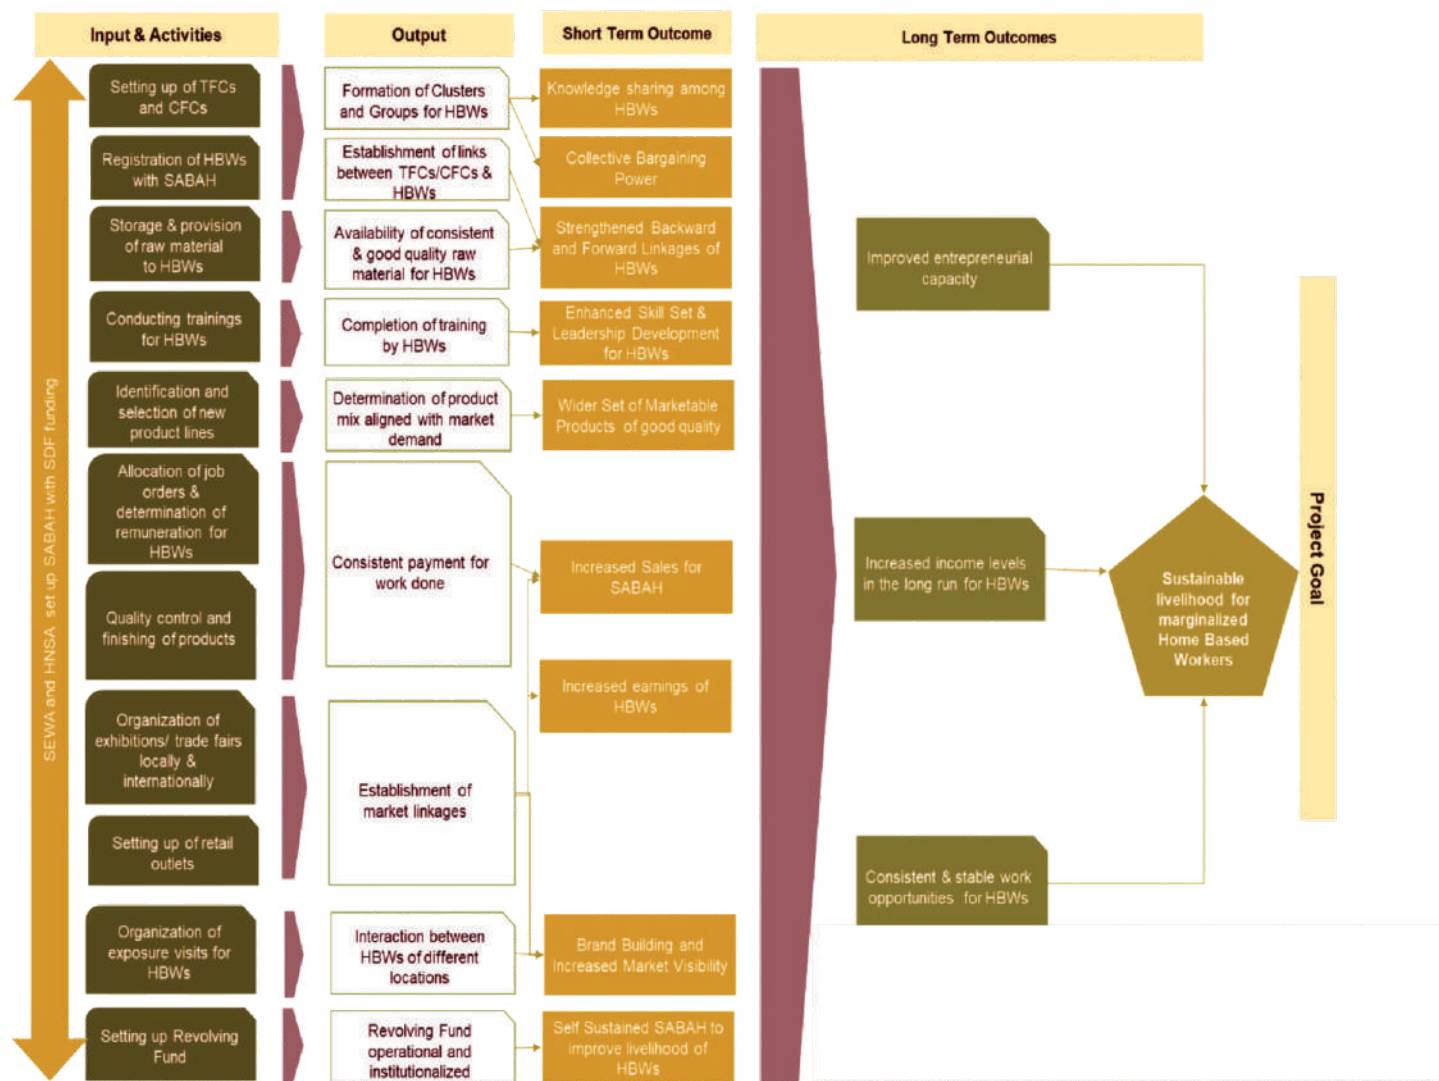 Input & Activities
Output
Short Term Outcome
Long Term Outcomes
SEWA and HNSA set up SABAH with SDF funding
Setting up of TFCs
and CFCs
Registration of HBWs
with SABAH
Storage & provision
of raw material
to HBWs
Conducting trainings
for HBWs
Identification and
selection of new
product lines
Allocation of job
orders &
determination of
remuneration for
HBWs
Quality control and
finishing of products
Organization of
exhibitions/ trade fairs
locally &
internationally
Setting up of retail
outlets
Organization of
exposure visits for
HBWs
Setting up Revolving
Fund
Formation of Clusters
and Groups for HBWs
Establishment of links
between TFCs/CFCs &
HBWs
Availability of consistent
& good quality raw
material for HBWs
Completion of training
by HBWs
Determination of product
mix aligned with market
demand
Consistent payment for
work done
Establishment of
market linkages
Interaction between
HBWs of different
locations
Revolving Fund
operational and
institutionalized
Knowledge sharing among
HBWs
Collective Bargaining
Power
Strengthened Backward
and Forward Linkages of
HBWs
Enhanced Skill Set &
Leadership Development
for HBWs
Wider Set of Marketable
Products of good quality
Increased Sales for
SABAH
Increased earnings of
HBWs
Brand Building and
Increased Market Visibility
Self Sustained SABAH to
improve livelihood of
HBWs
Improved entrepreneurial
capacity
Increased income levels
in the long run for HBWs
Consistent & stable work
opportunities for HBWs
Sustainable
livelihood for
marginalized
Home Based
Workers
Project Goal